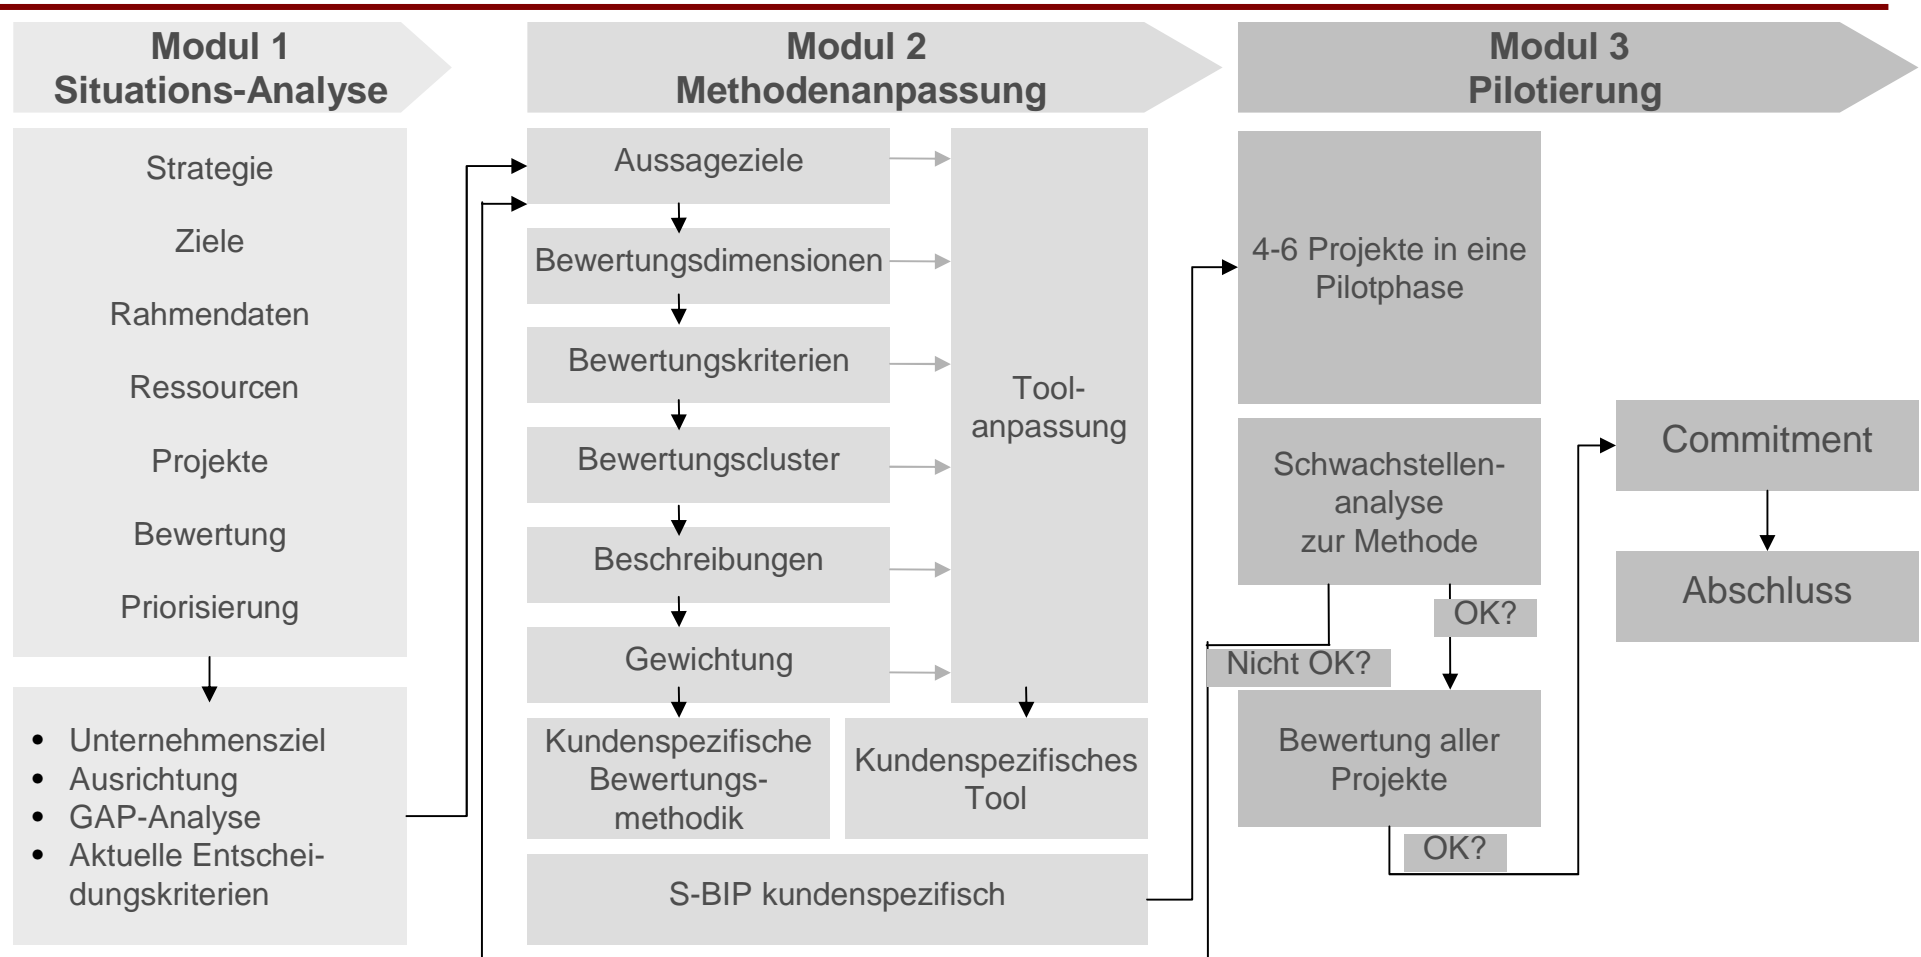 Modul 1
Situations-Analyse
Strategie
Ziele
Rahmendaten
Ressourcen
Projekte
Bewertung
Priorisierung
• Unternehmensziel
• Ausrichtung
• GAP-Analyse
• Aktuelle Entschei-
dungskriterien
Modul 2
Methodenanpassung
Aussageziele
Bewertungsdimensionen
Bewertungskriterien
Bewertungscluster
Beschreibungen
Gewichtung
Tool-
anpassung
Kundenspezifische
Bewertungs-
methodik
Kundenspezifisches
Tool
S-BIP kundenspezifisch
Modul 3
Pilotierung
4-6 Projekte in eine
Pilotphase
Schwachstellen-
analyse
zur Methode
OK?
Nicht OK?
Bewertung aller
Projekte
OK?
Commitment
Abschluss